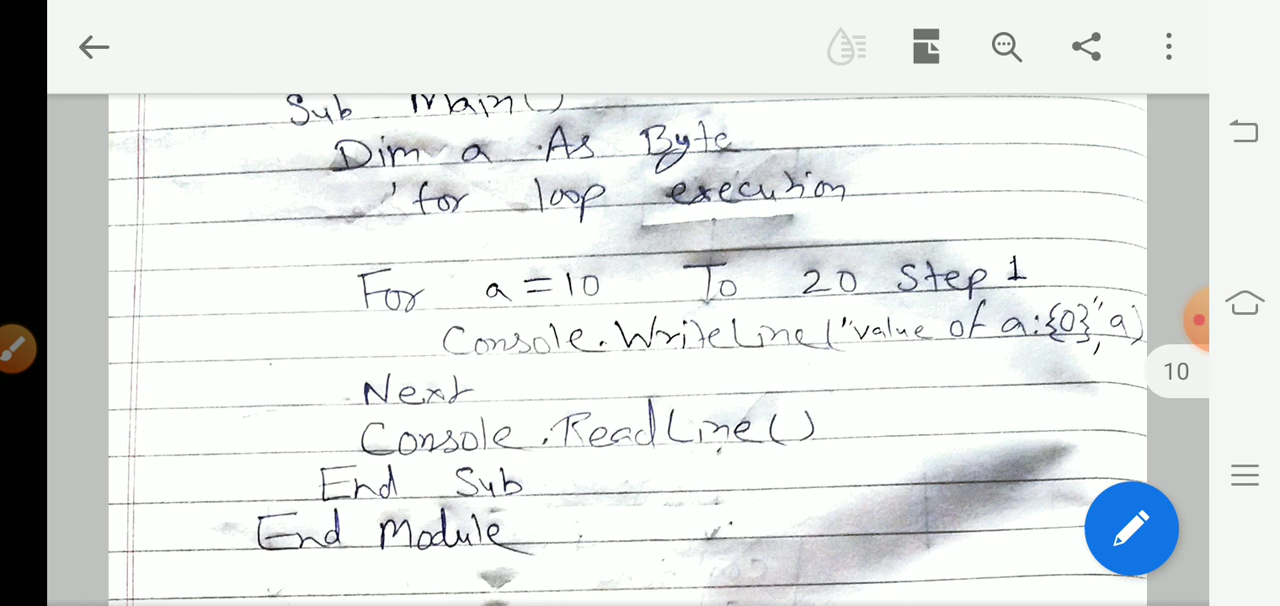 Sub Main()
Dim a As Byte
' for loop execution
For a = 10 To 20 Step 1
Console.WriteLine("value of a:{0}", a)
Next
Console.ReadLine()
End Sub
End Module
10